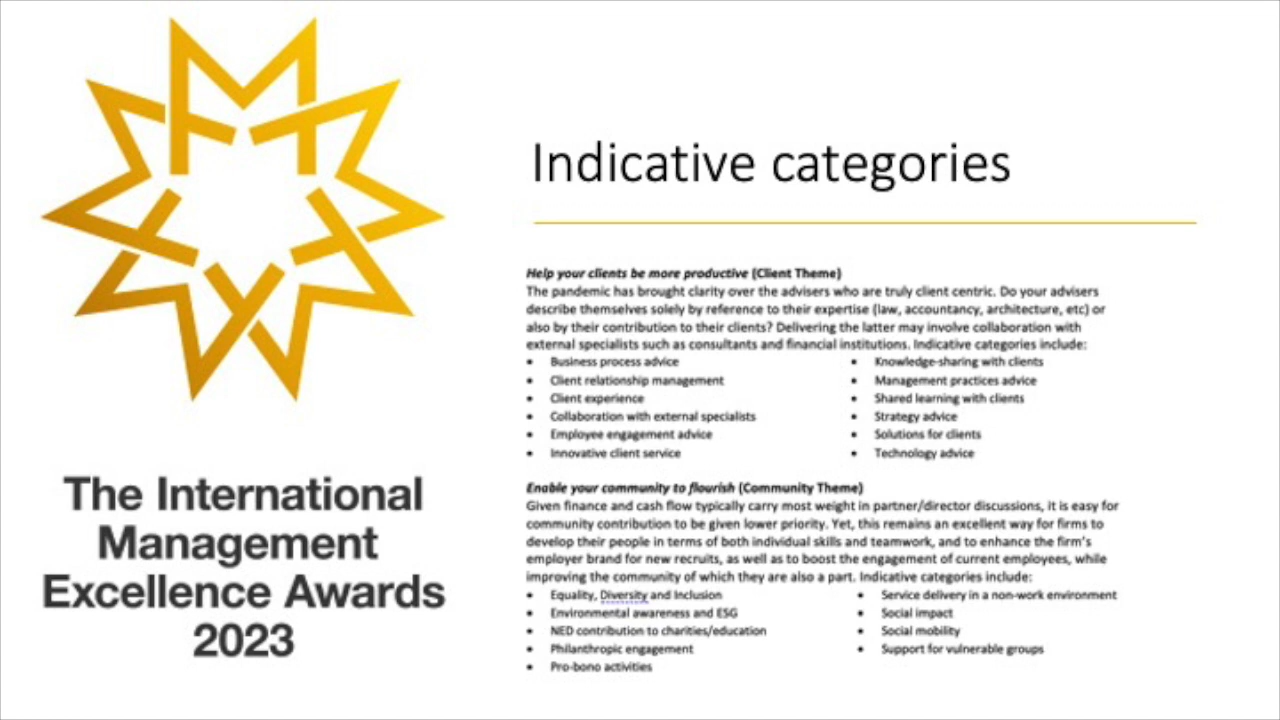 The International
Management
Excellence Awards
2023
Indicative categories
Help your clients be more productive (Client Theme)
The pandemic has brought clarity over the advisers who are truly client centric. Do your advisers
describe themselves solely by reference to their expertise (law, accountancy, architecture, etc) or
also by their contribution to their clients? Delivering the latter may involve collaboration with
external specialists such as consultants and financial institutions. Indicative categories include:
• Business process advice
• Client relationship management
• Client experience
• Collaboration with external specialists
• Employee engagement advice
• Innovative client service
• Knowledge-sharing with clients
• Management practices advice
• Shared learning with clients
• Strategy advice
• Solutions for clients
• Technology advice
Enable your community to flourish (Community Theme)
Given finance and cash flow typically carry most weight in partner/director discussions, it is easy for
community contribution to be given lower priority. Yet, this remains an excellent way for firms to
develop their people in terms of both individual skills and teamwork, and to enhance the firm's
employer brand for new recruits, as well as to boost the engagement of current employees, while
improving the community of which they are also a part. Indicative categories include:
• Equality, Diversity and Inclusion
• Environmental awareness and ESG
• NED contribution to charities/education
• Philanthropic engagement
• Pro-bono activities
• Service delivery in a non-work environment
• Social impact
• Social mobility
• Support for vulnerable groups